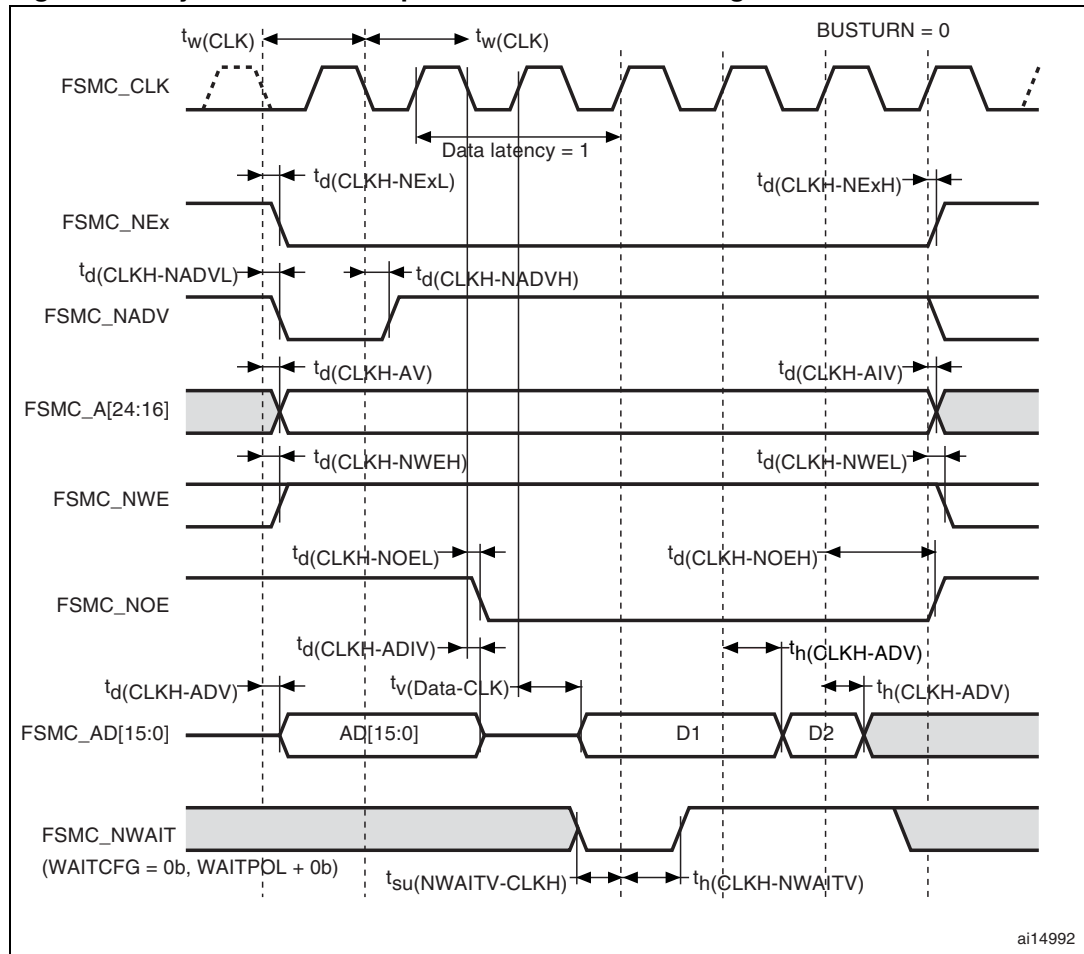 BUSTURN = 0
tw(CLK)
tw(CLK)
FSMC_CLK
Data latency = 1
td(CLKH-NExL)
td(CLKH-NExH)
FSMC_NEx
td(CLKH-NADVL)
td(CLKH-NADVH)
FSMC_NADV
td(CLKH-AV)
td(CLKH-AIV)
FSMC_A[24:16]
td(CLKH-NWEH)
td(CLKH-NWEL)
FSMC_NWE
td(CLKH-NOEL)
td(CLKH-NOEH)
FSMC_NOE
td(CLKH-ADIV)
th(CLKH-ADV)
td(CLKH-ADV)
tv(Data-CLK)
th(CLKH-ADV)
FSMC_AD[15:0]
AD[15:0]
D1
D2
FSMC_NWAIT
(WAITCFG = 0b, WAITPOL + 0b)
tsu(NWAITV-CLKH)
th(CLKH-NWAITV)
ai14992